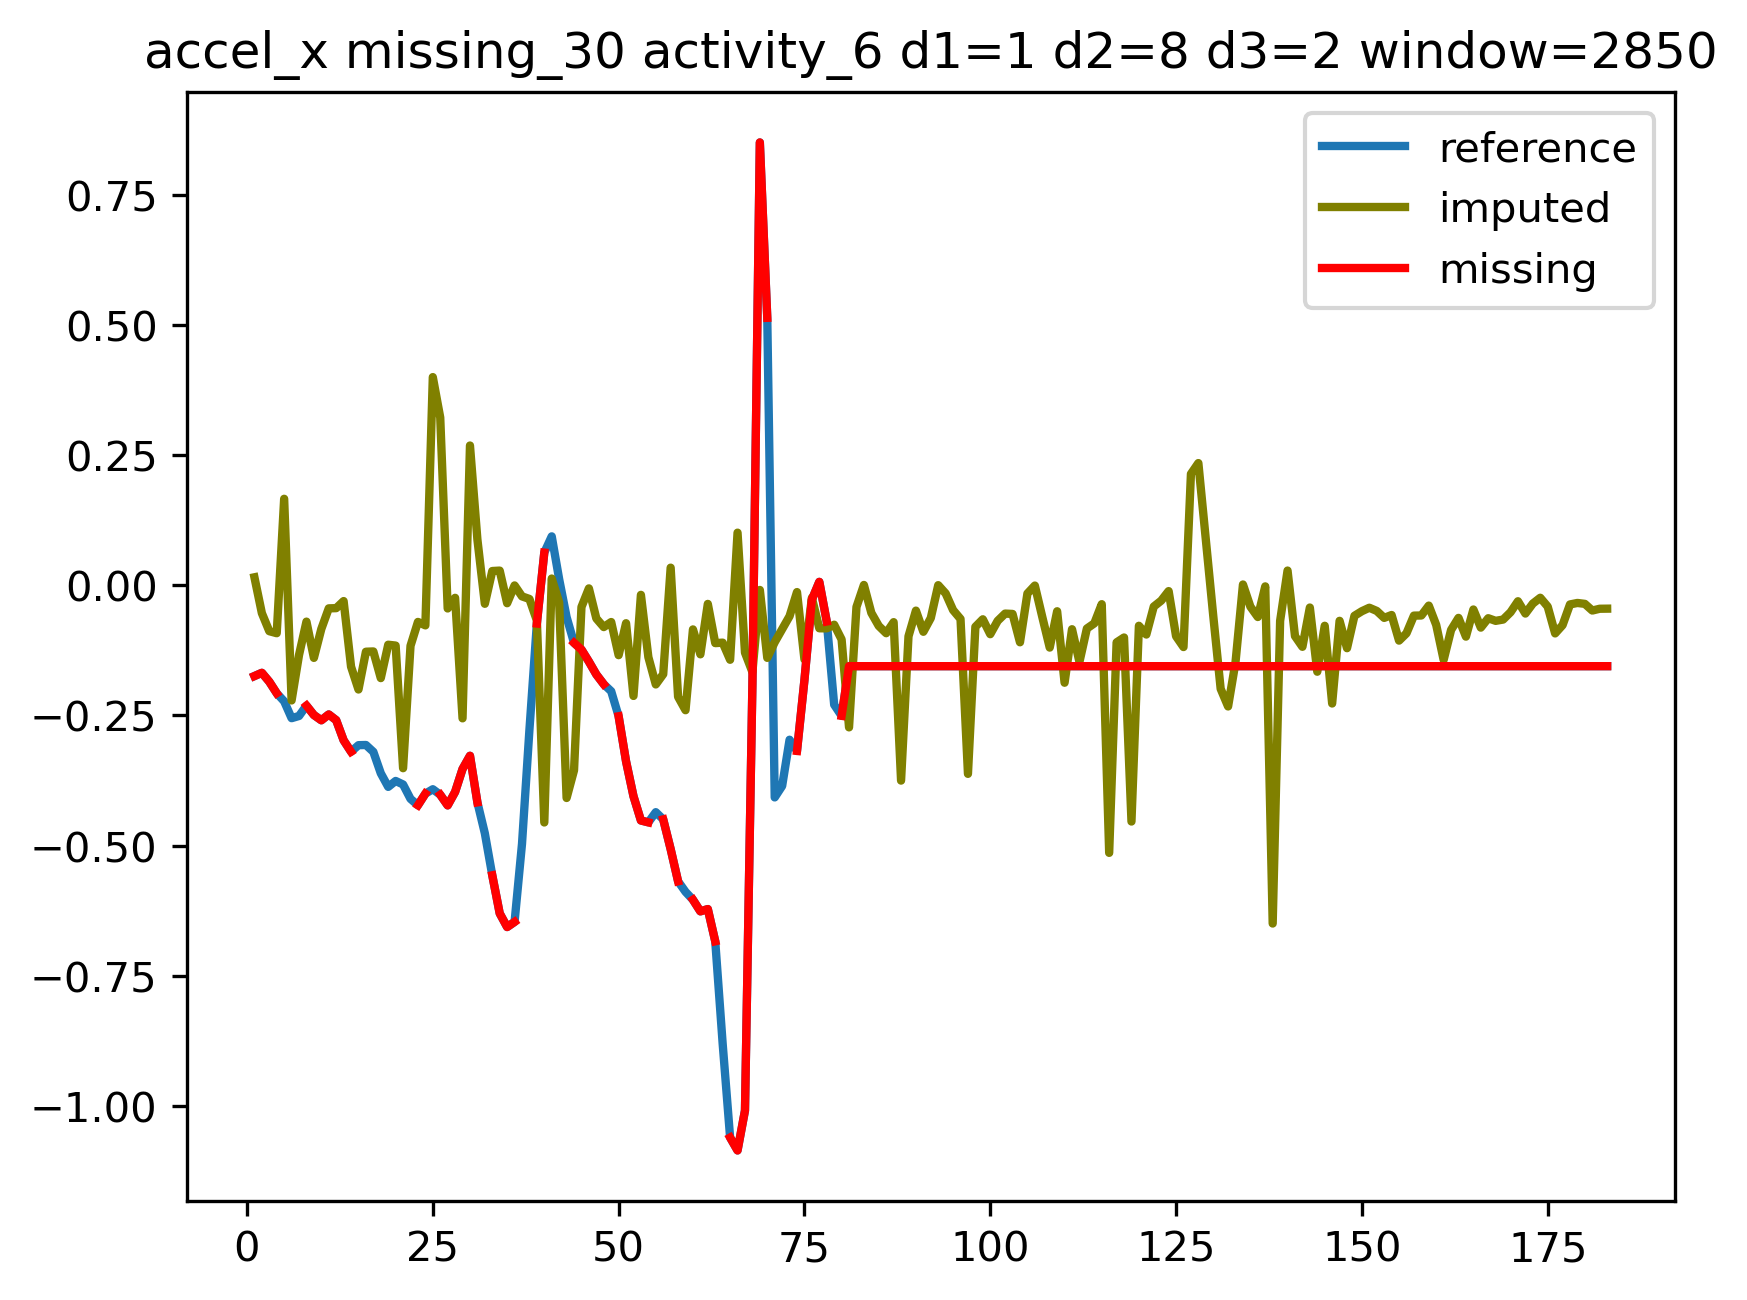 accel_x missing_30 activity_6 d1=1 d2=8 d3=2 window=2850
reference
imputed
missing
0.75
0.50
0.25
0.00
−0.25
−0.50
−0.75
−1.00
0 25 50 75 100 125 150 175